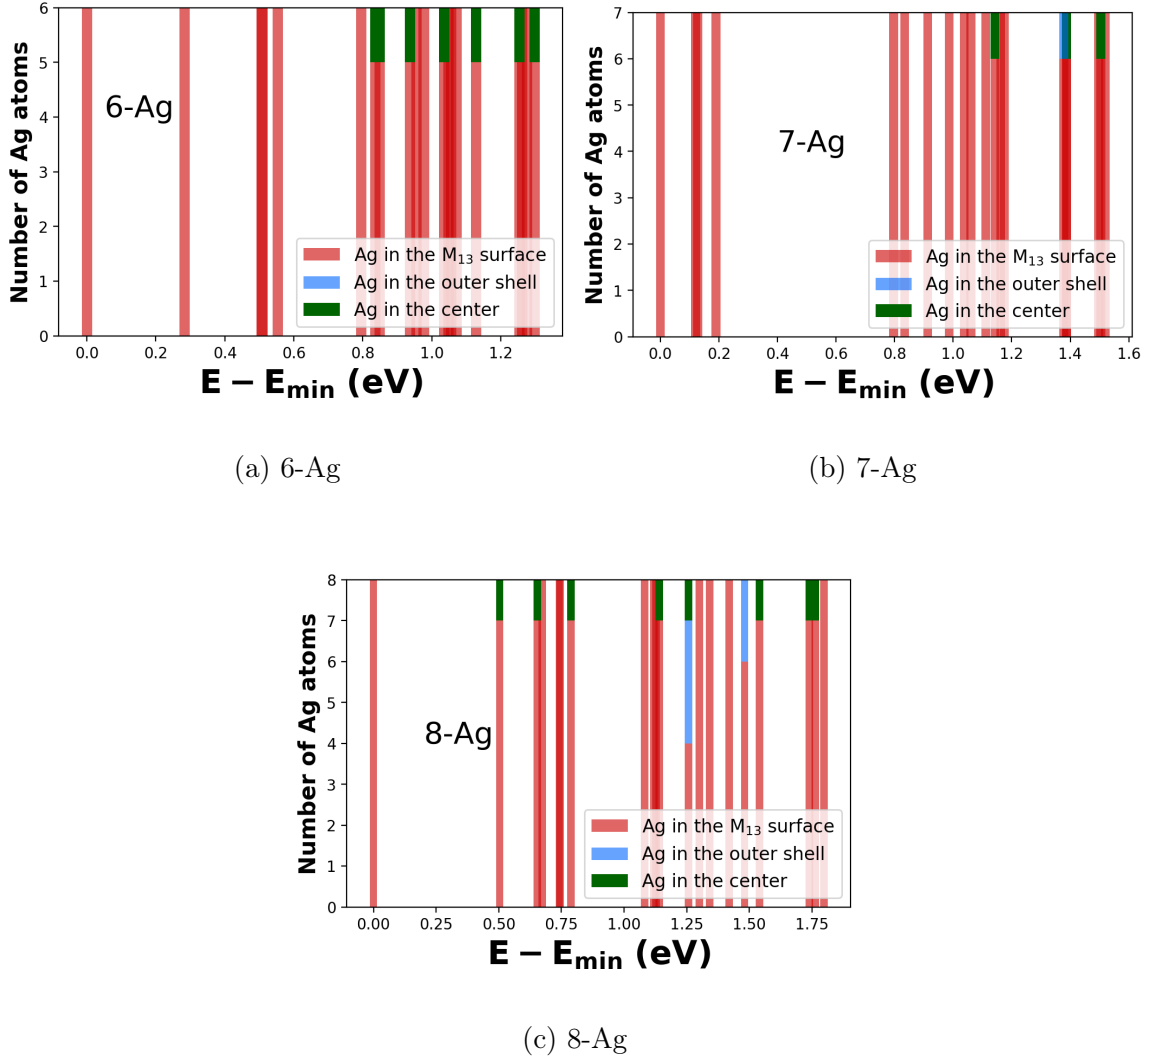 6
5
4
3
2
1
0
Number of Ag atoms
6-Ag
Ag in the M₁₃ surface
Ag in the outer shell
Ag in the center
0.0 0.2 0.4 0.6 0.8 1.0 1.2
E − Emin (eV)
(a) 6-Ag
7
6
5
4
3
2
1
0
Number of Ag atoms
7-Ag
Ag in the M₁₃ surface
Ag in the outer shell
Ag in the center
0.0 0.2 0.4 0.6 0.8 1.0 1.2 1.4 1.6
E − Emin (eV)
(b) 7-Ag
8
7
6
5
4
3
2
1
0
Number of Ag atoms
8-Ag
Ag in the M₁₃ surface
Ag in the outer shell
Ag in the center
0.00 0.25 0.50 0.75 1.00 1.25 1.50 1.75
E − Emin (eV)
(c) 8-Ag